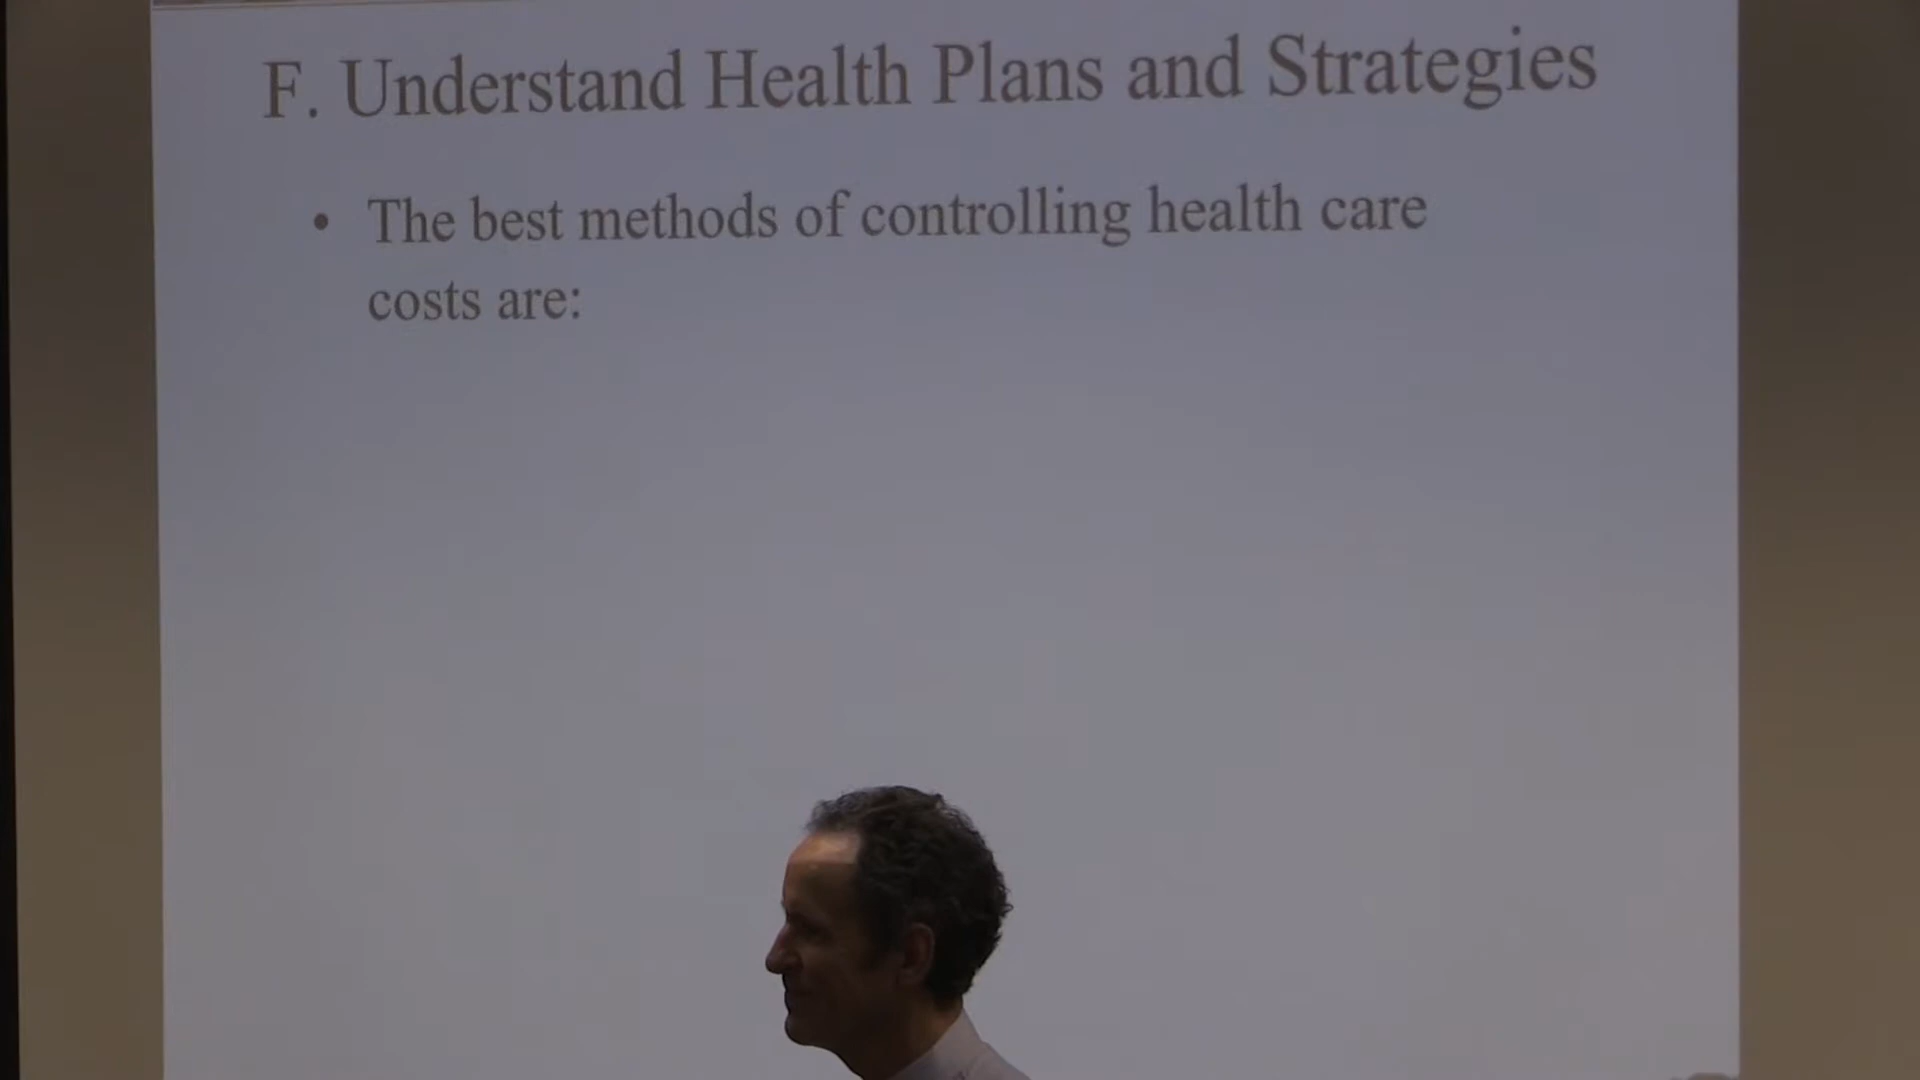 F. Understand Health Plans and Strategies
• The best methods of controlling health care
costs are: